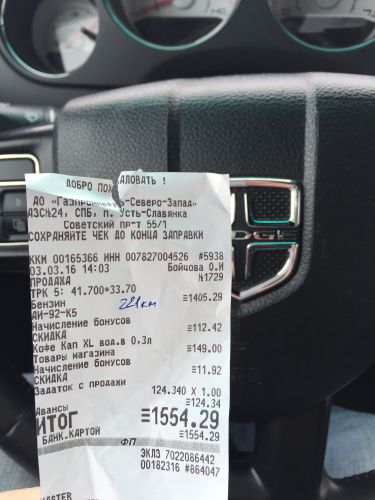 ДОБРО ПОЖАЛОВАТЬ !
АО «Газпромнефть-Северо-Запад»
АЗС№24, СПБ, п. Усть-Славянка
Советский пр-т 55/1
СОХРАНЯЙТЕ ЧЕК ДО КОНЦА ЗАПРАВКИ
ККМ 00165366 ИНН 007827004526 #5938
03.03.16 14:03 Бойцова О.И
ПРОДАЖА №1729
ТРК 5: 41.700*33.70
Бензин ≡1405.29
АИ-92-К5
Начисление бонусов
СКИДКА ≡112.42
Кофе Кап XL вод.в 0,3л
Товары магазина ≡149.00
Начисление бонусов
СКИДКА ≡11.92
Задаток с продажи
124.340 X 1.00
Авансы ≡124.34
ИТОГ ≡1554.29
БАНК.КАРТОЙ ≡1554.29
ФП
ЭКЛЗ 7022086442
00182316 #864047
DODGE